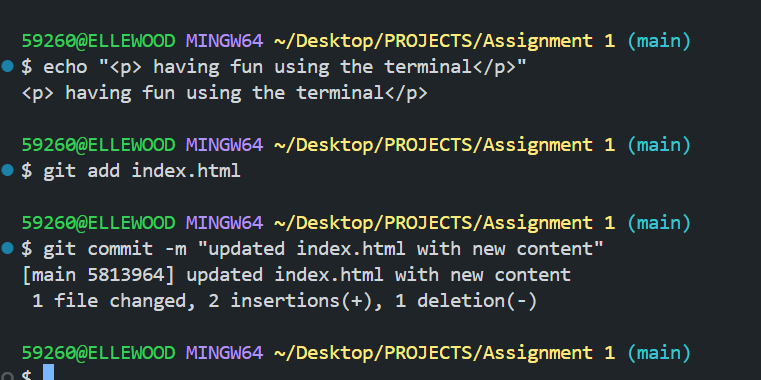 59260@ELLEWOOD MINGW64 ~/Desktop/PROJECTS/Assignment 1 (main)
$ echo "<p> having fun using the terminal</p>"
<p> having fun using the terminal</p>
59260@ELLEWOOD MINGW64 ~/Desktop/PROJECTS/Assignment 1 (main)
$ git add index.html
59260@ELLEWOOD MINGW64 ~/Desktop/PROJECTS/Assignment 1 (main)
$ git commit -m "updated index.html with new content"
[main 5813964] updated index.html with new content
 1 file changed, 2 insertions(+), 1 deletion(-)
59260@ELLEWOOD MINGW64 ~/Desktop/PROJECTS/Assignment 1 (main)
$